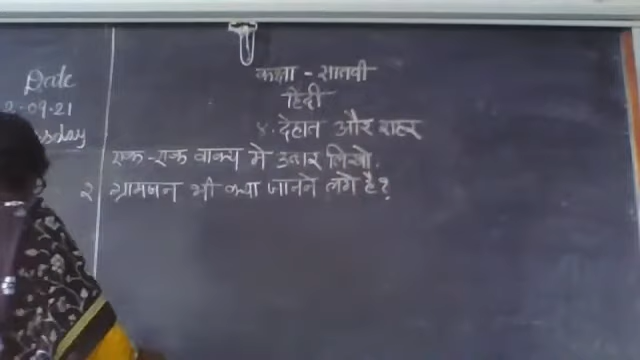 Date
2-09-21
sday
कक्षा - सातवी
हिंदी
४. देहात और शहर
एक-एक वाक्य मे उत्तर लिखो.
२ ग्रामजन भी क्या जानने लगे है?